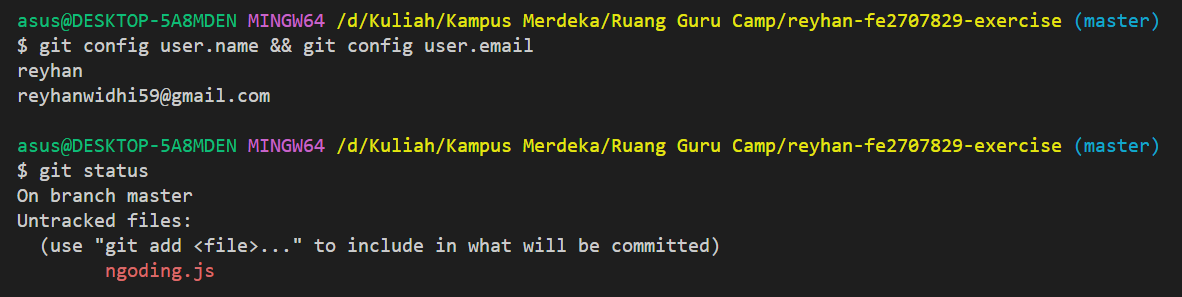 asus@DESKTOP-5A8MDEN MINGW64 /d/Kuliah/Kampus Merdeka/Ruang Guru Camp/reyhan-fe2707829-exercise (master)
$ git config user.name && git config user.email
reyhan
reyhanwidhi59@gmail.com
asus@DESKTOP-5A8MDEN MINGW64 /d/Kuliah/Kampus Merdeka/Ruang Guru Camp/reyhan-fe2707829-exercise (master)
$ git status
On branch master
Untracked files:
(use "git add <file>..." to include in what will be committed)
ngoding.js